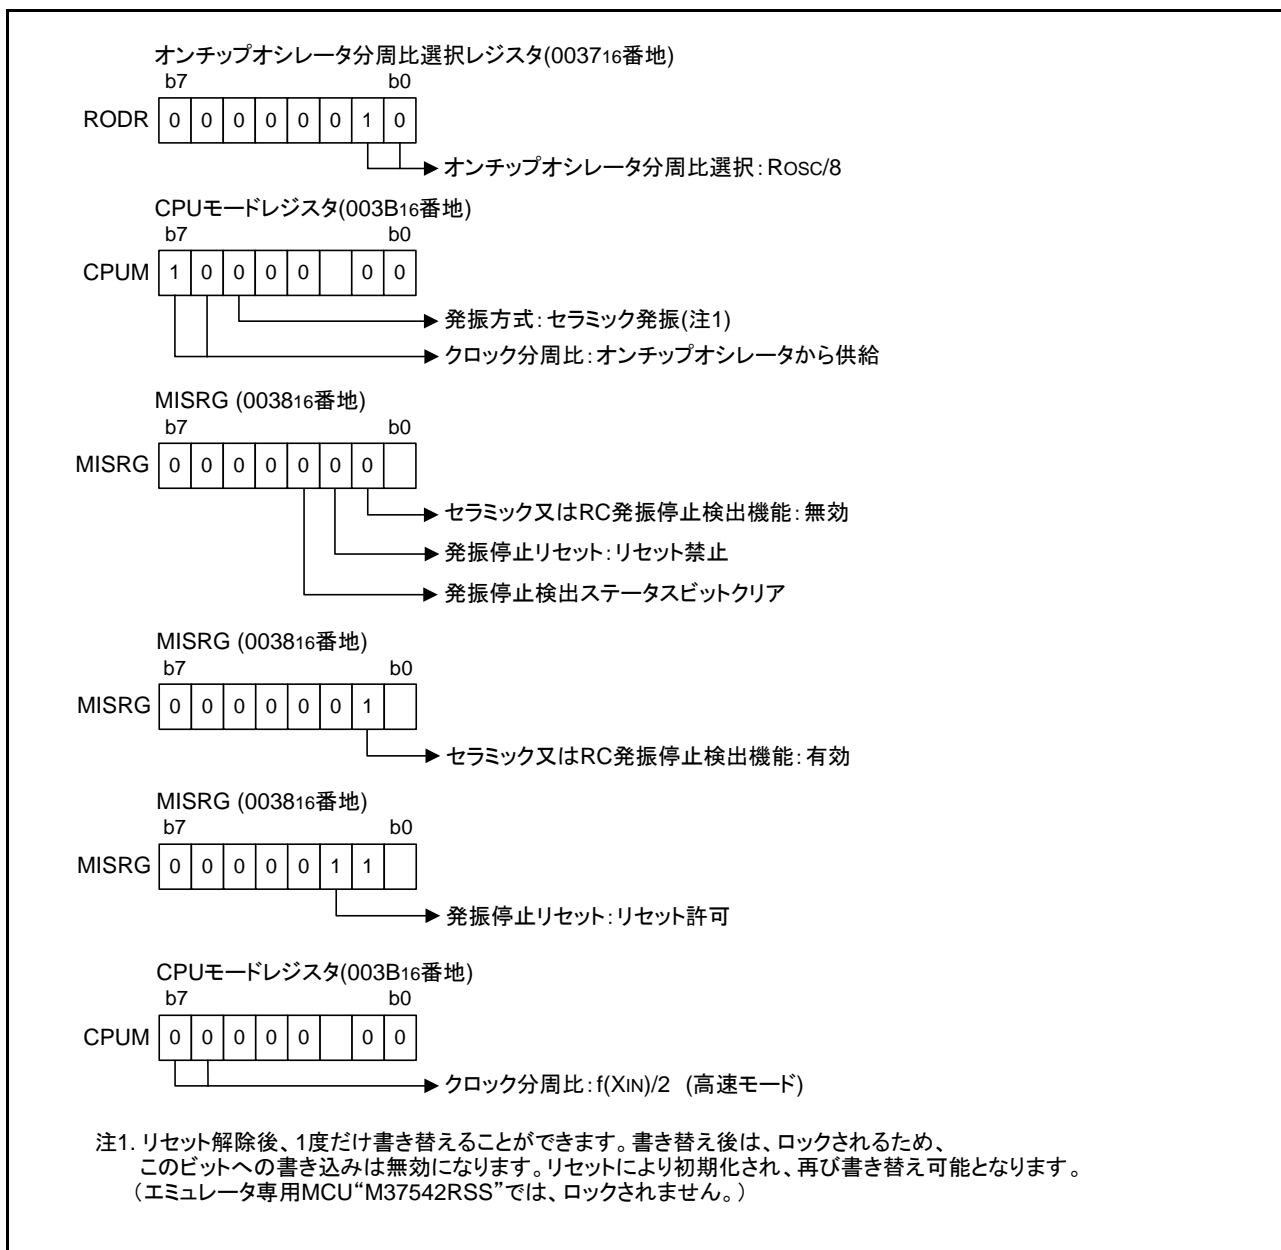 オンチップオシレータ分周比選択レジスタ(003716番地)
b7 b0
RODR 0 0 0 0 0 0 1 0
オンチップオシレータ分周比選択：ROSC/8
CPUモードレジスタ(003B16番地)
b7 b0
CPUM 1 0 0 0 0 0 0
発振方式：セラミック発振(注1)
クロック分周比：オンチップオシレータから供給
MISRG (003816番地)
b7 b0
MISRG 0 0 0 0 0 0 0
セラミック又はRC発振停止検出機能：無効
発振停止リセット：リセット禁止
発振停止検出ステータスビットクリア
MISRG (003816番地)
b7 b0
MISRG 0 0 0 0 0 0 1
セラミック又はRC発振停止検出機能：有効
MISRG (003816番地)
b7 b0
MISRG 0 0 0 0 0 1 1
発振停止リセット：リセット許可
CPUモードレジスタ(003B16番地)
b7 b0
CPUM 0 0 0 0 0 0 0
クロック分周比：f(XIN)/2 (高速モード)
注1. リセット解除後、1度だけ書き替えることができます。書き替え後は、ロックされるため、
このビットへの書き込みは無効になります。リセットにより初期化され、再び書き替え可能となります。
（エミュレータ専用MCU“M37542RSS”では、ロックされません。）